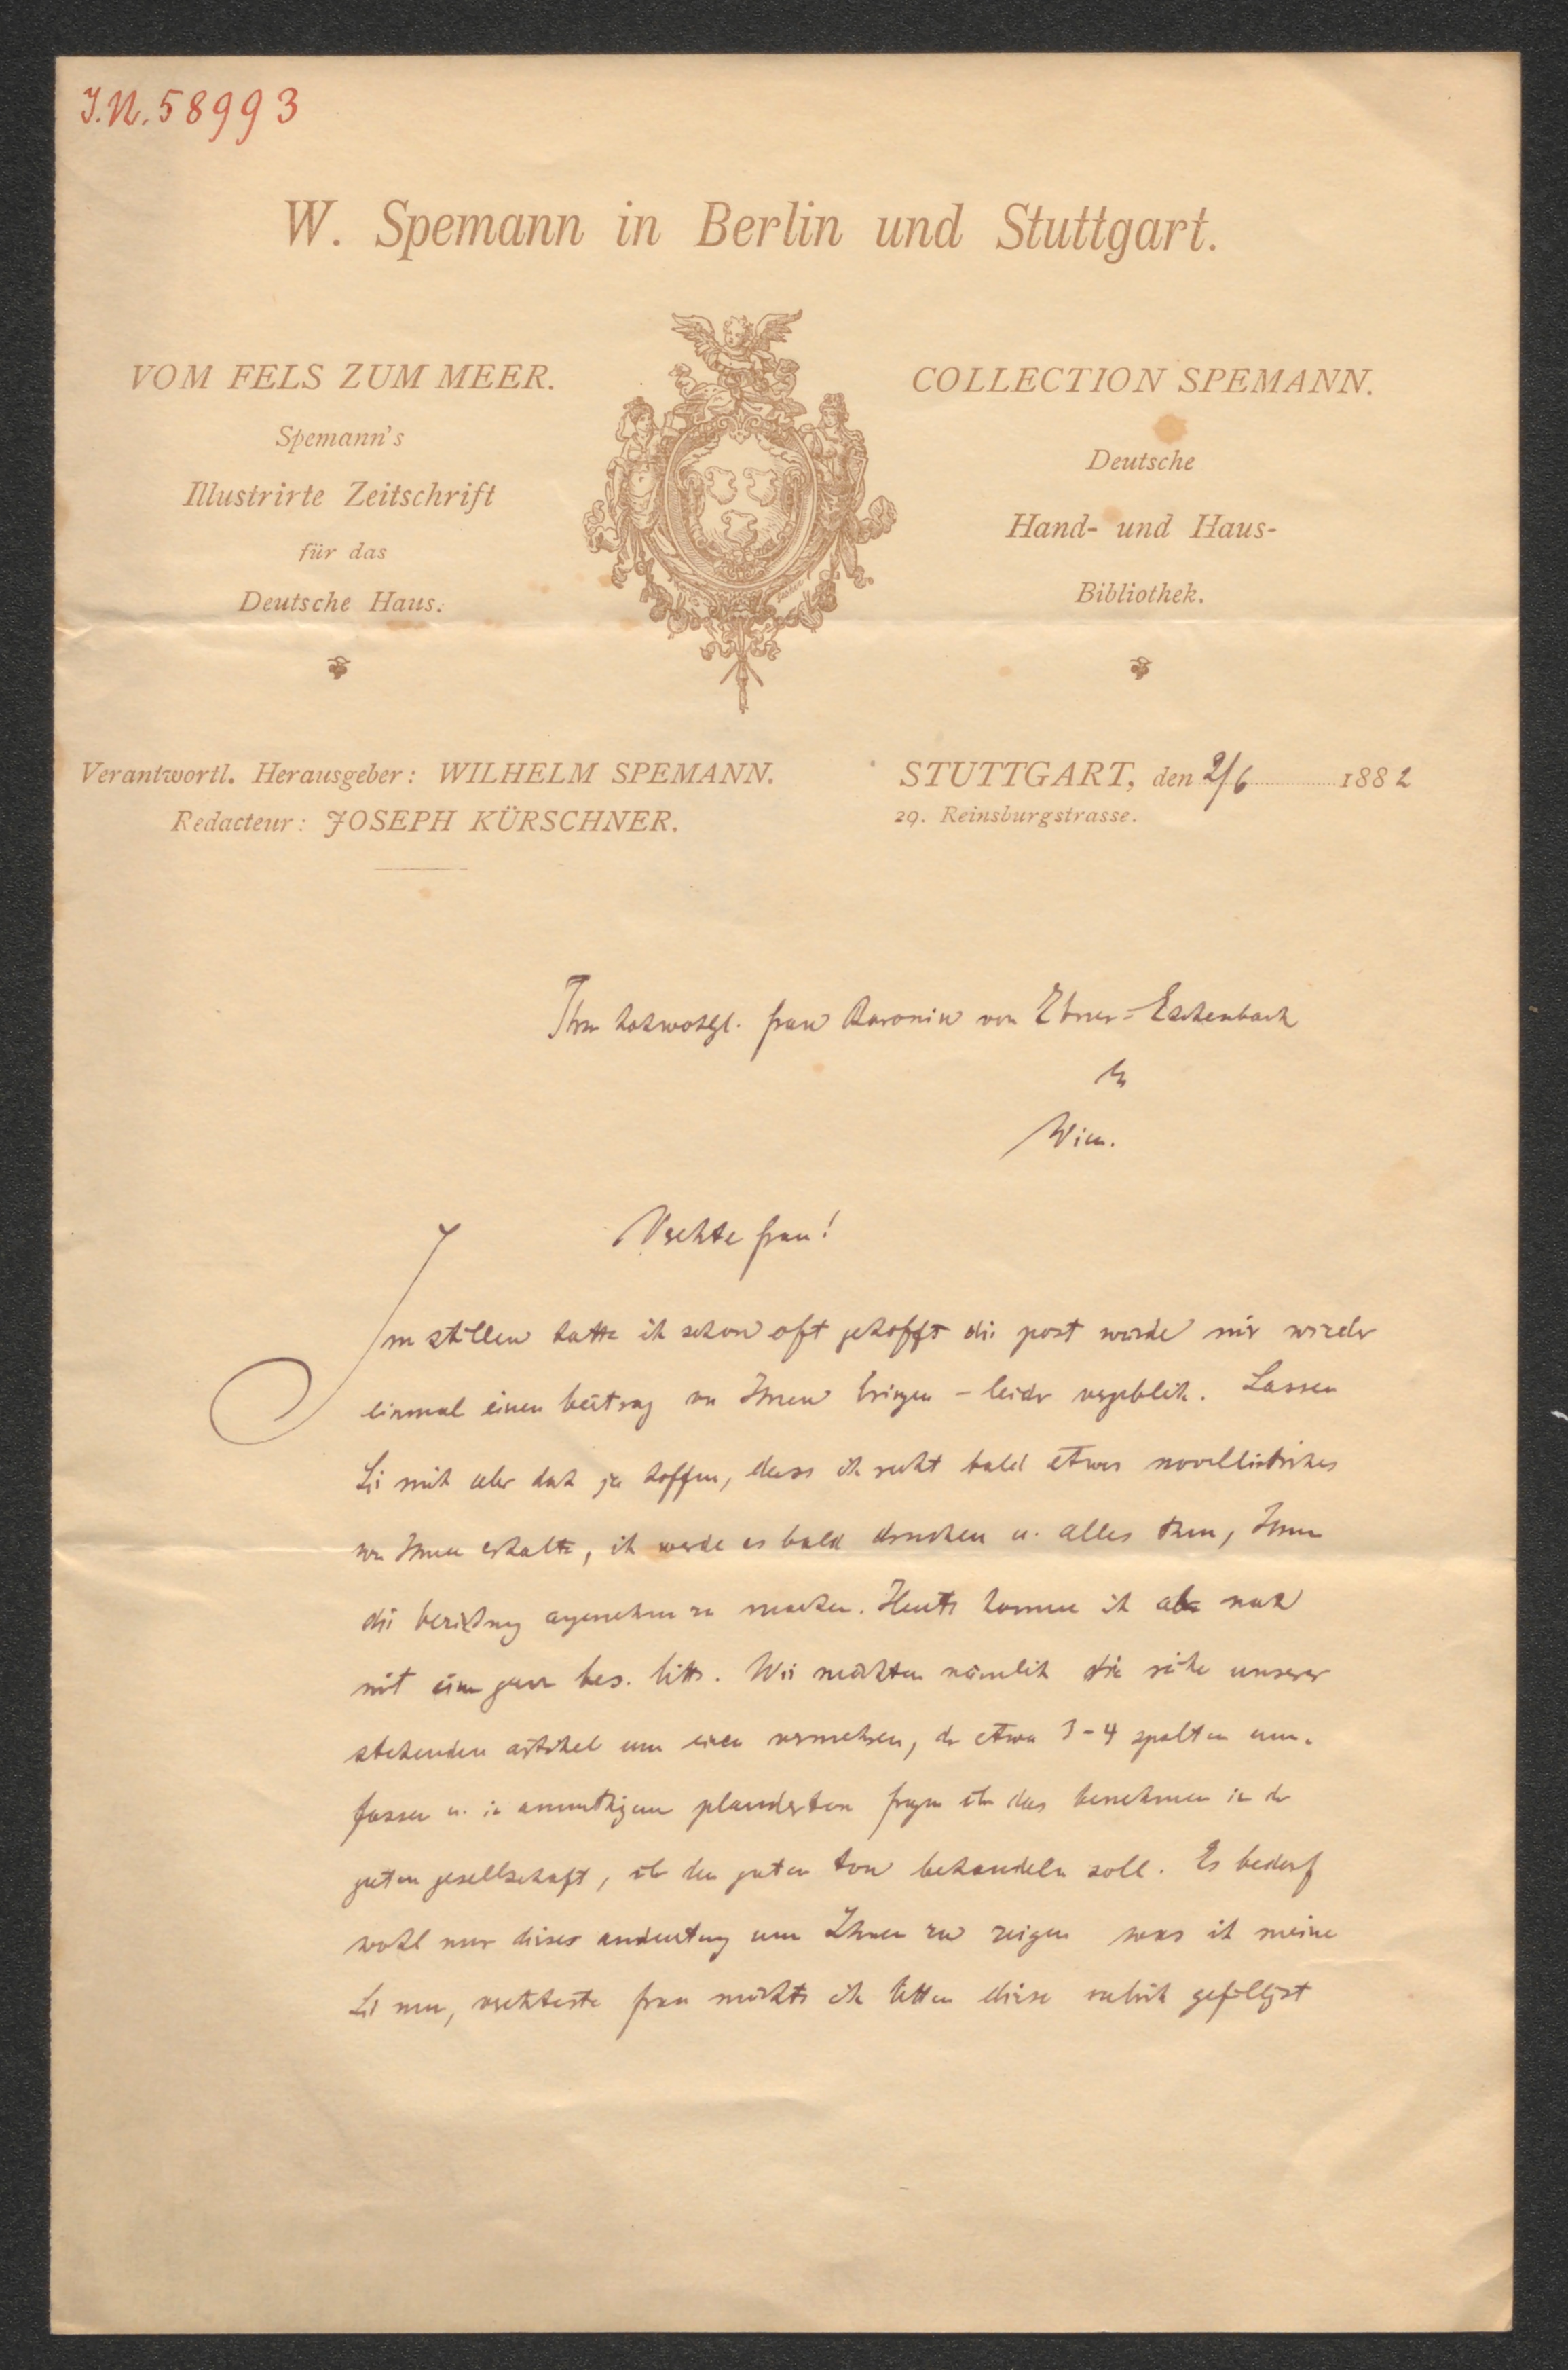 J.N. 58993
W. Spemann in Berlin und Stuttgart.
VOM FELS ZUM MEER.
Spemann's
Illustrirte Zeitschrift
für das
Deutsche Haus.
COLLECTION SPEMANN.
Deutsche
Hand- und Haus-
Bibliothek.
Verantwortl. Herausgeber: WILHELM SPEMANN.
Redacteur: JOSEPH KÜRSCHNER.
STUTTGART, den 2/6 1882
29. Reinsburgstrasse.
Ihrer hochwohlgl. frau Baronin von Ebner-Eschenbach
in
Wien.
Verehrte frau!
Im stillen hatte ich schon oft gehofft die post würde mir wieder
einmal einen beitrag von Ihnen bringen – leider vergeblich. Lassen
Sie mich aber doch ja hoffen, dass ich recht bald etwas novellistisches
von Ihnen erhalte, ich werde es bald drucken u. alles thun, Ihnen
die beziehung angenehm zu machen. Heute komme ich aber noch
mit einer ganz bes. bitte. Wir möchten nämlich die reihe unserer
stehenden artikel um einen vermehren, der etwa 3-4 spalten um-
fassen u. in anmuthigem plauderton fragen über das benehmen in der
guten gesellschaft, üb den guten ton behandeln soll. Es bedarf
wohl nur dieser andeutung um Ihnen zu zeigen was ich meine
Sie nun, verehrteste frau möchte ich bitten diese rubrik gefälligst